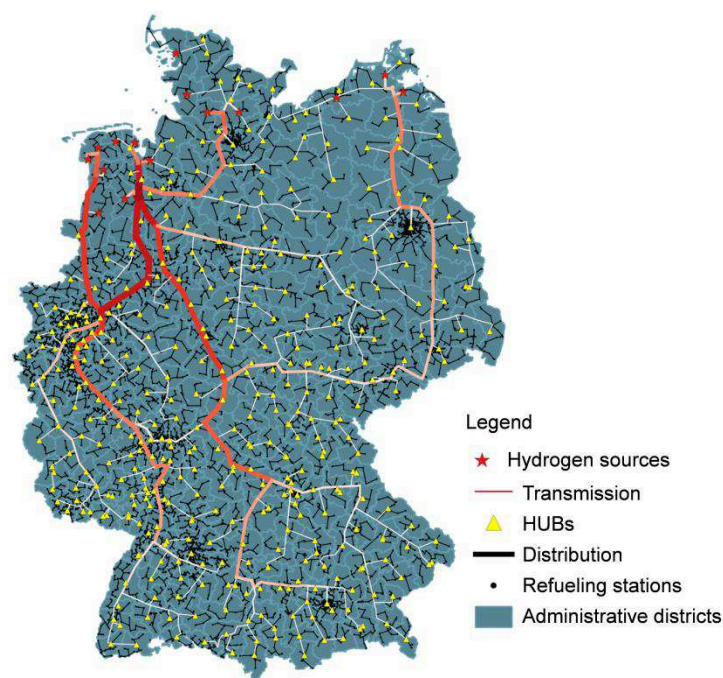 Legend
Hydrogen sources
Transmission
HUBs
Distribution
Refueling stations
Administrative districts